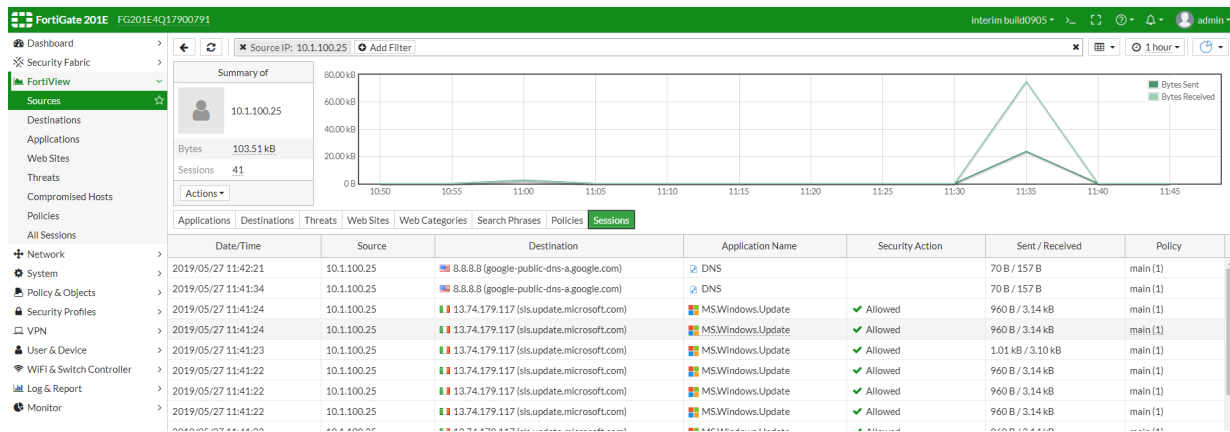 FortiGate 201E FG201E4Q17900791
interim build0905
admin
Dashboard
Security Fabric
FortiView
Sources
Destinations
Applications
Web Sites
Threats
Compromised Hosts
Policies
All Sessions
Network
System
Policy & Objects
Security Profiles
VPN
User & Device
WiFi & Switch Controller
Log & Report
Monitor
Source IP: 10.1.100.25 Add Filter
1 hour
Summary of
10.1.100.25
Bytes 103.51 kB
Sessions 41
Actions
80.00 kB
60.00 kB
40.00 kB
20.00 kB
0 B
10:50 10:55 11:00 11:05 11:10 11:15 11:20 11:25 11:30 11:35 11:40 11:45
Bytes Sent
Bytes Received
Applications Destinations Threats Web Sites Web Categories Search Phrases Policies Sessions
Date/Time Source Destination Application Name Security Action Sent / Received Policy
2019/05/27 11:42:21 10.1.100.25 8.8.8.8 (google-public-dns-a.google.com) DNS 70 B / 157 B main (1)
2019/05/27 11:41:34 10.1.100.25 8.8.8.8 (google-public-dns-a.google.com) DNS 70 B / 157 B main (1)
2019/05/27 11:41:24 10.1.100.25 13.74.179.117 (sls.update.microsoft.com) MS.Windows.Update Allowed 960 B / 3.14 kB main (1)
2019/05/27 11:41:24 10.1.100.25 13.74.179.117 (sls.update.microsoft.com) MS.Windows.Update Allowed 960 B / 3.14 kB main (1)
2019/05/27 11:41:23 10.1.100.25 13.74.179.117 (sls.update.microsoft.com) MS.Windows.Update Allowed 1.01 kB / 3.10 kB main (1)
2019/05/27 11:41:22 10.1.100.25 13.74.179.117 (sls.update.microsoft.com) MS.Windows.Update Allowed 960 B / 3.14 kB main (1)
2019/05/27 11:41:22 10.1.100.25 13.74.179.117 (sls.update.microsoft.com) MS.Windows.Update Allowed 960 B / 3.14 kB main (1)
2019/05/27 11:41:22 10.1.100.25 13.74.179.117 (sls.update.microsoft.com) MS.Windows.Update Allowed 960 B / 3.14 kB main (1)